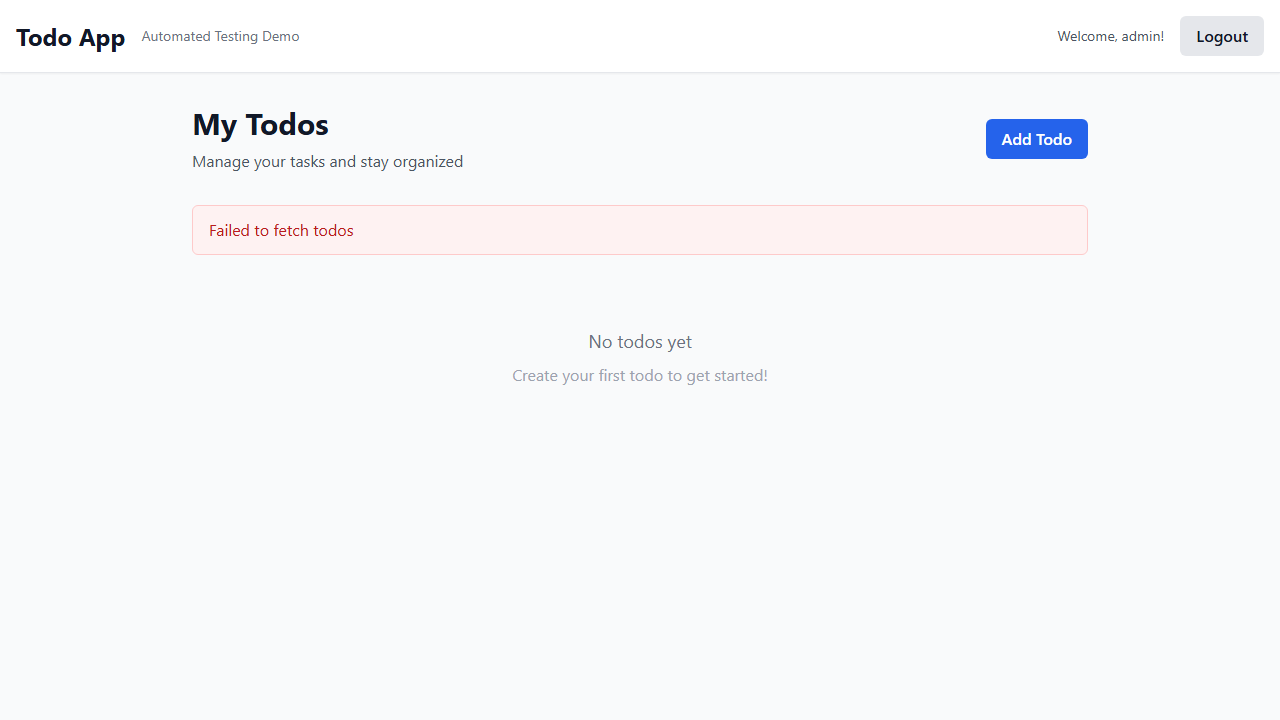 Todo App Automated Testing Demo Welcome, admin! Logout
My Todos
Manage your tasks and stay organized
Add Todo
Failed to fetch todos
No todos yet
Create your first todo to get started!